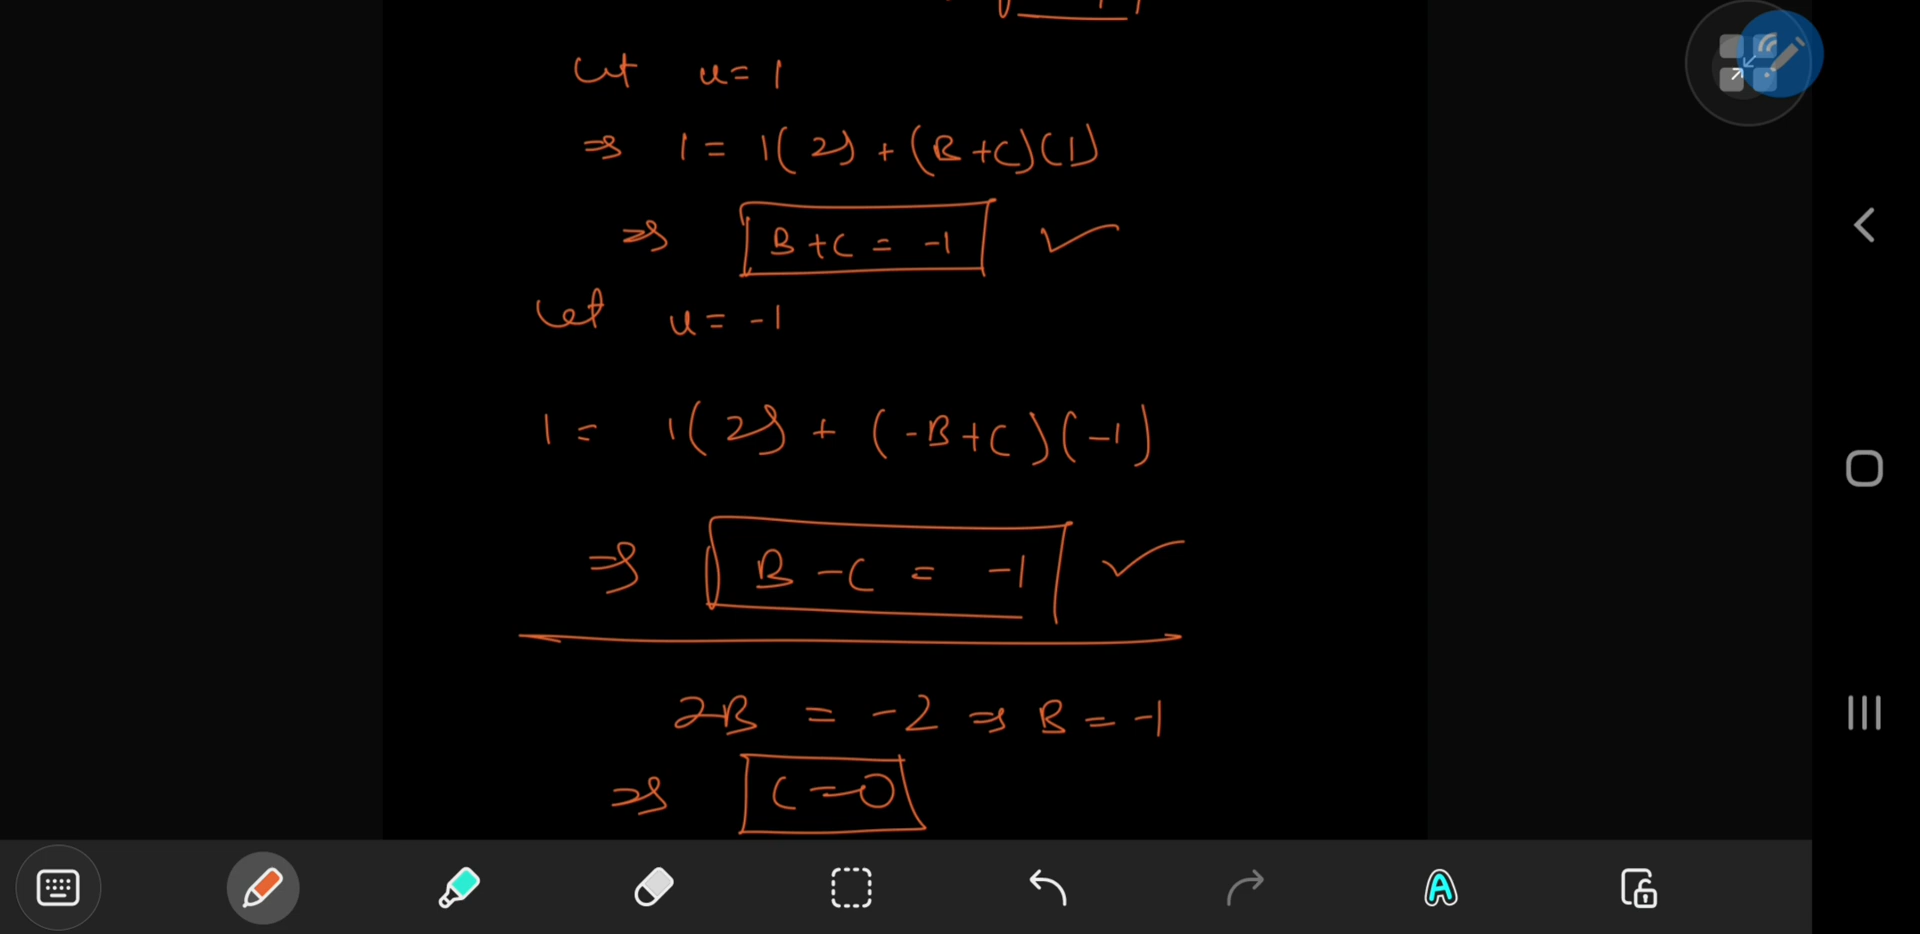 Let u = 1
⇒ 1 = 1(2) + (B+C)(1)
⇒ B+C = -1 ✓
Let u = -1
1 = 1(2) + (-B+C)(-1)
⇒ B-C = -1 ✓
2B = -2 ⇒ B = -1
⇒ C=0
A